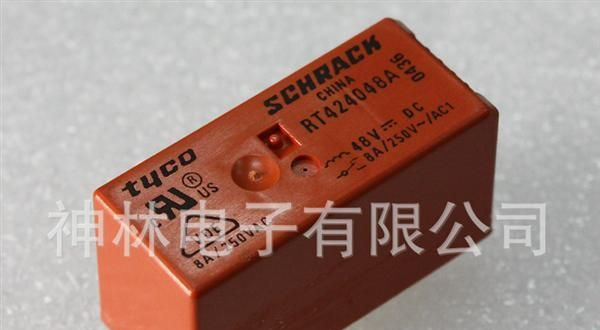 SCHRACK
CHINA
RT424048A 0436
48V DC
8A/250V~/AC1
tyco
US
8A/250VAC
神林电子有限公司